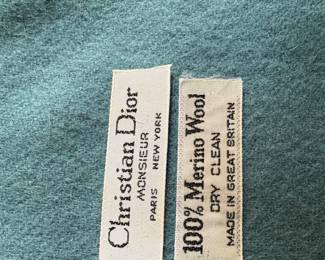 Christian Dior
MONSIEUR
PARIS NEW YORK
100% Merino Wool
DRY CLEAN
MADE IN GREAT BRITAIN